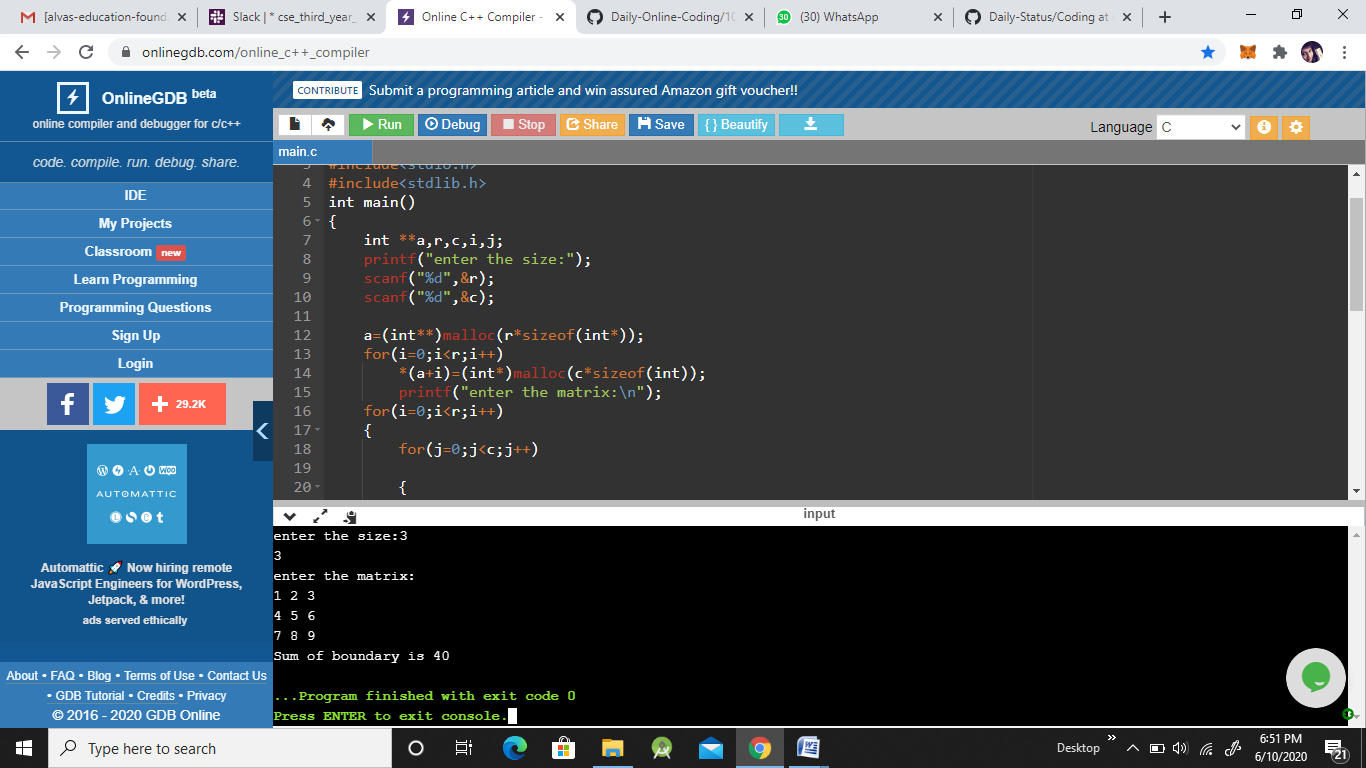 [alvas-education-found
Slack | * cse_third_year_
Online C++ Compiler -
Daily-Online-Coding/10
(30) WhatsApp
Daily-Status/Coding at
onlinegdb.com/online_c++_compiler
OnlineGDB beta
online compiler and debugger for c/c++
code. compile. run. debug. share.
IDE
My Projects
Classroom new
Learn Programming
Programming Questions
Sign Up
Login
29.2K
AUTOMATTIC
Automattic 🚀 Now hiring remote
JavaScript Engineers for WordPress,
Jetpack, & more!
ads served ethically
About • FAQ • Blog • Terms of Use • Contact Us
• GDB Tutorial • Credits • Privacy
© 2016 - 2020 GDB Online
CONTRIBUTE Submit a programming article and win assured Amazon gift voucher!!
Run Debug Stop Share Save { } Beautify
Language C
main.c
3 #include<stdio.h>
4 #include<stdlib.h>
5 int main()
6 {
7 int **a,r,c,i,j;
8 printf("enter the size:");
9 scanf("%d",&r);
10 scanf("%d",&c);
11
12 a=(int**)malloc(r*sizeof(int*));
13 for(i=0;i<r;i++)
14 *(a+i)=(int*)malloc(c*sizeof(int));
15 printf("enter the matrix:\n");
16 for(i=0;i<r;i++)
17 {
18 for(j=0;j<c;j++)
19
20 {
input
enter the size:3
3
enter the matrix:
1 2 3
4 5 6
7 8 9
Sum of boundary is 40
...Program finished with exit code 0
Press ENTER to exit console.
Type here to search
Desktop
6:51 PM
6/10/2020
21